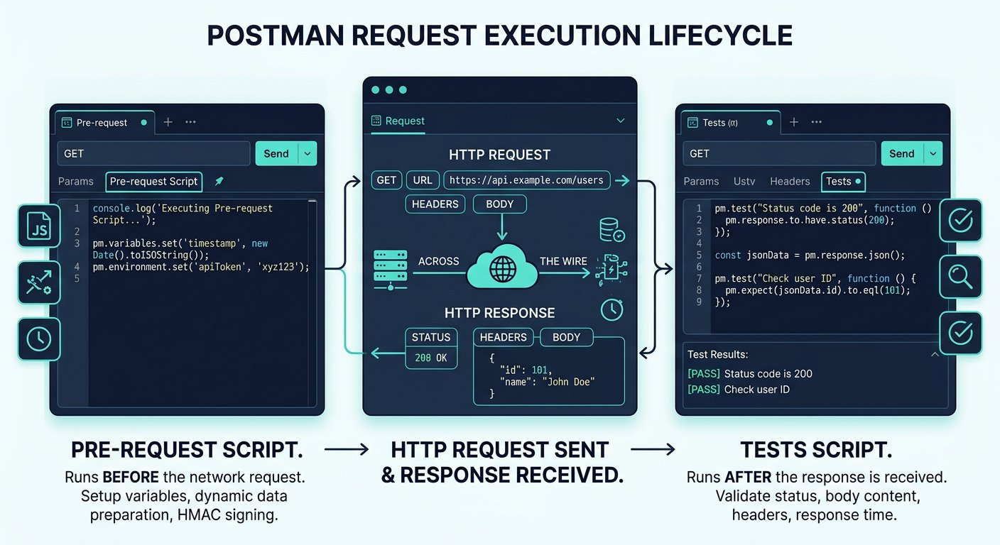 POSTMAN REQUEST EXECUTION LIFECYCLE
Pre-request
GET
Send
Params
Pre-request Script
1 console.log('Executing Pre-request
Script...');
2
3 pm.variables.set('timestamp', new
Date().toISOString());
4 pm.environment.set('apiToken', 'xyz123');
5
JS
Request
HTTP REQUEST
GET URL https://api.example.com/users
HEADERS BODY
ACROSS THE WIRE
HTTP RESPONSE
STATUS
200 OK
HEADERS BODY
{
"id": 101,
"name": "John Doe"
}
Tests
GET
Send
Params Ustv Headers Tests
1 pm.test("Status code is 200", function ()
2 pm.response.to.have.status(200);
3 });
4
5 const jsonData = pm.response.json();
6
7 pm.test("Check user ID", function () {
8 pm.expect(jsonData.id).to.eql(101);
9 });
Test Results:
[PASS] Status code is 200
[PASS] Check user ID
PRE-REQUEST SCRIPT.
Runs BEFORE the network request.
Setup variables, dynamic data
preparation, HMAC signing.
HTTP REQUEST SENT
& RESPONSE RECEIVED.
TESTS SCRIPT.
Runs AFTER the response is received.
Validate status, body content,
headers, response time.